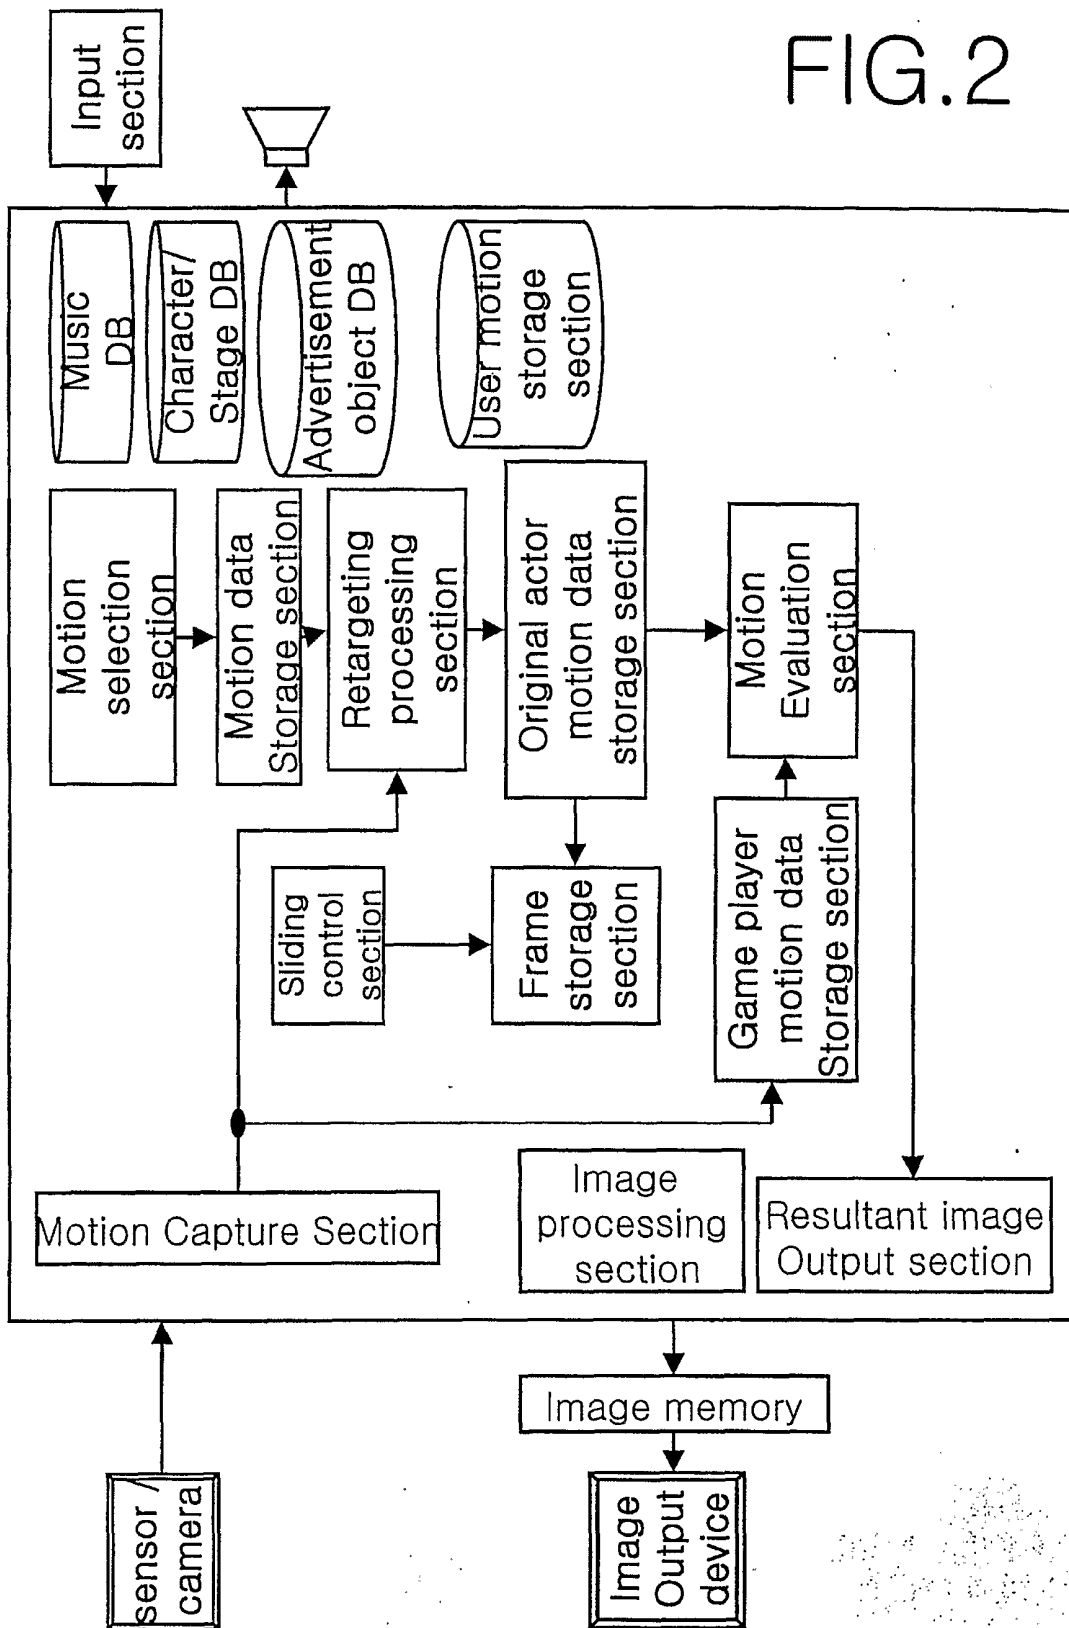 FIG.2
Input
section
Music
DB
Character/
Stage DB
Advertisement
object DB
User motion
storage
section
Motion
selection
section
Motion data
Storage section
Retargeting
processing
section
Original actor
motion data
storage section
Motion
Evaluation
section
Sliding
control
section
Frame
storage
section
Game player
motion data
Storage section
Motion Capture Section
Image
processing
section
Resultant image
Output section
Image memory
sensor /
camera
Image
Output
device